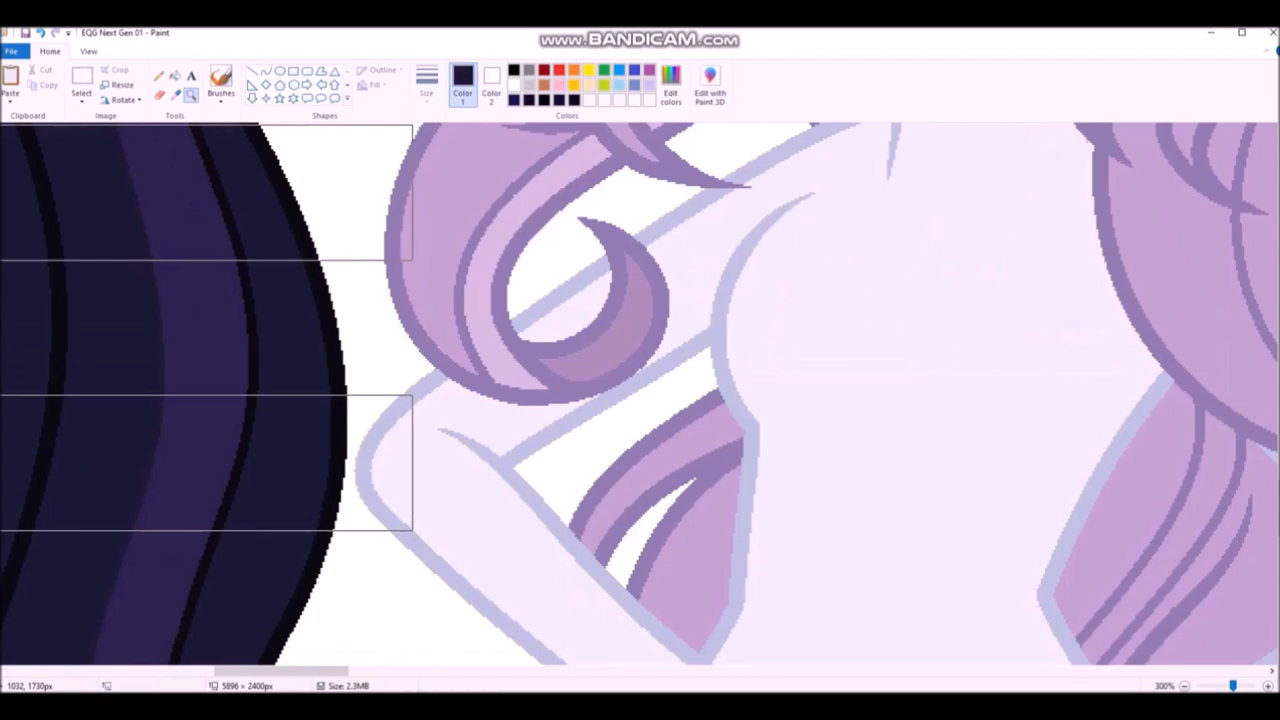 EQG Next Gen 01 - Paint
www.BANDICAM.com
File Home View
Cut
Copy
Paste
Clipboard
Select
Crop
Resize
Rotate
Image
Tools
Brushes
Outline
Fill
Shapes
Size
Color
1
Color
2
Colors
Edit
colors
Edit with
Paint 3D
1032, 1730px
5896 × 2400px
Size: 2.3MB
300%